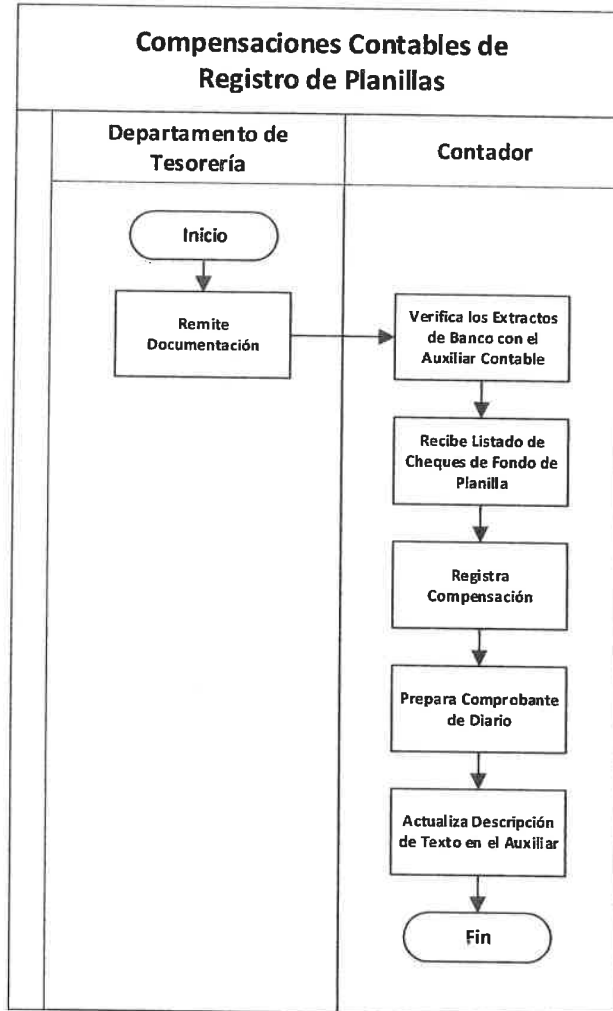 Compensaciones Contables de
Registro de Planillas
Departamento de
Tesorería
Contador
Inicio
Remite
Documentación
Verifica los Extractos
de Banco con el
Auxiliar Contable
Recibe Listado de
Cheques de Fondo de
Planilla
Registra
Compensación
Prepara Comprobante
de Diario
Actualiza Descripción
de Texto en el Auxiliar
Fin